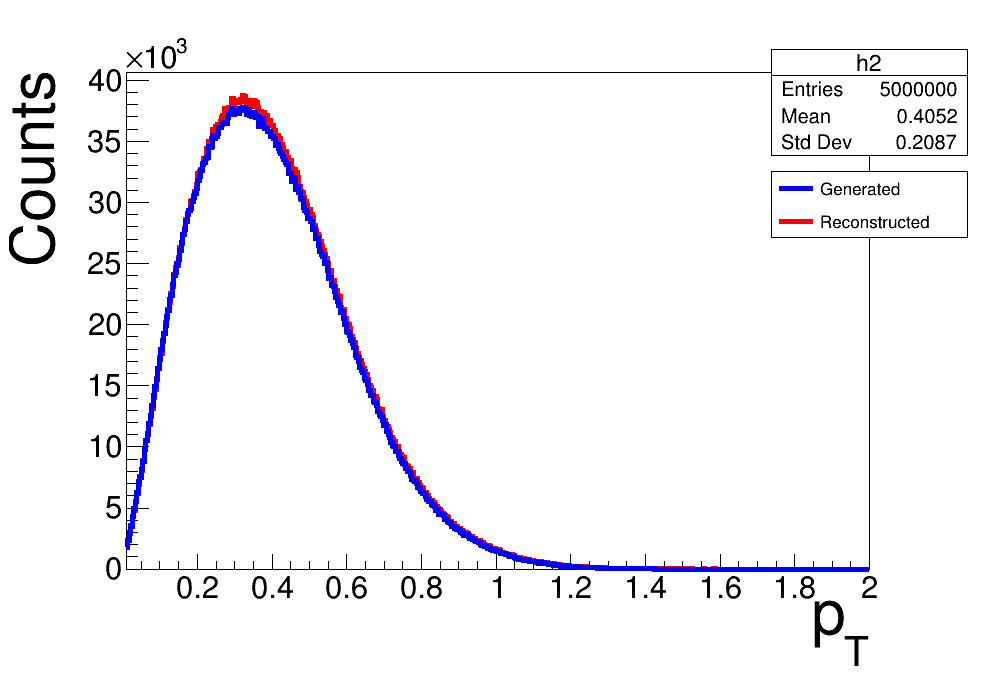 ×10³
h2
Entries 5000000
Mean 0.4052
Std Dev 0.2087
Generated
Reconstructed
Counts
40
35
30
25
20
15
10
5
0
0.2 0.4 0.6 0.8 1 1.2 1.4 1.6 1.8 2
p_T